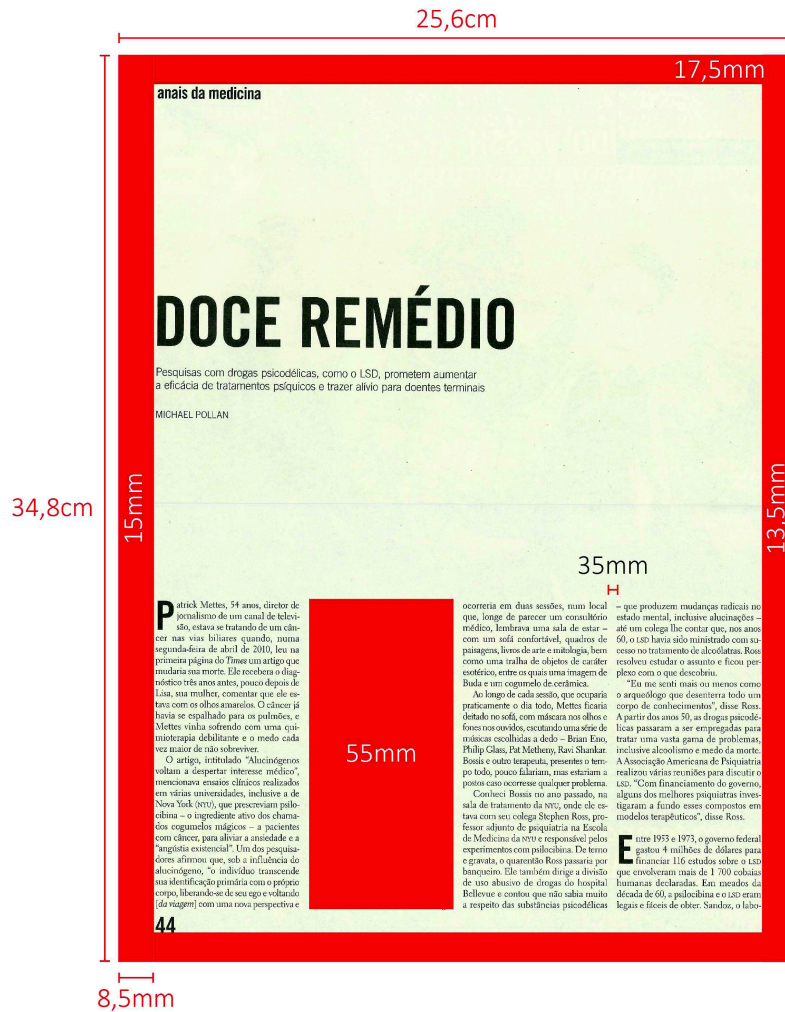 25,6cm
17,5mm
anais da medicina
DOCE REMÉDIO
Pesquisas com drogas psicodélicas, como o LSD, prometem aumentar
a eficácia de tratamentos psíquicos e trazer alívio para doentes terminais
MICHAEL POLLAN
34,8cm
15mm
13,5mm
35mm
Patrick Mettes, 54 anos, diretor de
jornalismo de um canal de televi-
são, estava se tratando de um cân-
cer nas vias biliares quando, numa
segunda-feira de abril de 2010, leu na
primeira página do Times um artigo que
mudaria sua morte. Ele recebera o diag-
nóstico três anos antes, pouco depois de
Lisa, sua mulher, comentar que ele es-
tava com os olhos amarelos. O câncer já
havia se espalhado para os pulmões, e
Mettes vinha sofrendo com uma qui-
mioterapia debilitante e o medo cada
vez maior de não sobreviver.
O artigo, intitulado “Alucinógenos
voltam a despertar interesse médico”,
mencionava ensaios clínicos realizados
em várias universidades, inclusive a de
Nova York (NYU), que prescreviam psilo-
cibina – o ingrediente ativo dos chama-
dos cogumelos mágicos – a pacientes
com câncer, para aliviar a ansiedade e a
“angústia existencial”. Um dos pesquisa-
dores afirmou que, sob a influência do
alucinógeno, “o indivíduo transcende
sua identificação primária com o próprio
corpo, liberando-se de seu ego e voltando
[da viagem] com uma nova perspectiva e
55mm
ocorreria em duas sessões, num local
que, longe de parecer um consultório
médico, lembrava uma sala de estar –
com um sofá confortável, quadros de
paisagens, livros de arte e mitologia, bem
como uma tralha de objetos de caráter
esotérico, entre os quais uma imagem de
Buda e um cogumelo de cerâmica.
Ao longo de cada sessão, que ocuparia
praticamente o dia todo, Mettes ficaria
deitado no sofá, com máscara nos olhos e
fones nos ouvidos, escutando uma série de
músicas escolhidas a dedo – Brian Eno,
Philip Glass, Pat Metheny, Ravi Shankar.
Bossis e outro terapeuta, presentes o tem-
po todo, pouco falariam, mas estariam a
postos caso ocorresse qualquer problema.
Conheci Bossis no ano passado, na
sala de tratamento da NYU, onde ele es-
tava com seu colega Stephen Ross, pro-
fessor adjunto de psiquiatria na Escola
de Medicina da NYU e responsável pelos
experimentos com psilocibina. De terno
e gravata, o quarentão Ross passaria por
banqueiro. Ele também dirige a divisão
de uso abusivo de drogas do hospital
Bellevue e contou que não sabia muito
a respeito das substâncias psicodélicas
– que produzem mudanças radicais no
estado mental, inclusive alucinações –
até um colega lhe contar que, nos anos
60, o LSD havia sido ministrado com su-
cesso no tratamento de alcoólatras. Ross
resolveu estudar o assunto e ficou per-
plexo com o que descobriu.
“Eu me senti mais ou menos como
o arqueólogo que desenterra todo um
corpo de conhecimentos”, disse Ross.
A partir dos anos 50, as drogas psicodé-
licas passaram a ser empregadas para
tratar uma vasta gama de problemas,
inclusive alcoolismo e medo da morte.
A Associação Americana de Psiquiatria
realizou várias reuniões para discutir o
LSD. “Com financiamento do governo,
alguns dos melhores psiquiatras inves-
tigaram a fundo esses compostos em
modelos terapêuticos”, disse Ross.
Entre 1953 e 1973, o governo federal
gastou 4 milhões de dólares para
financiar 116 estudos sobre o LSD
que envolveram mais de 1 700 cobaias
humanas declaradas. Em meados da
década de 60, a psilocibina e o LSD eram
legais e fáceis de obter. Sandoz, o labo-
44
8,5mm